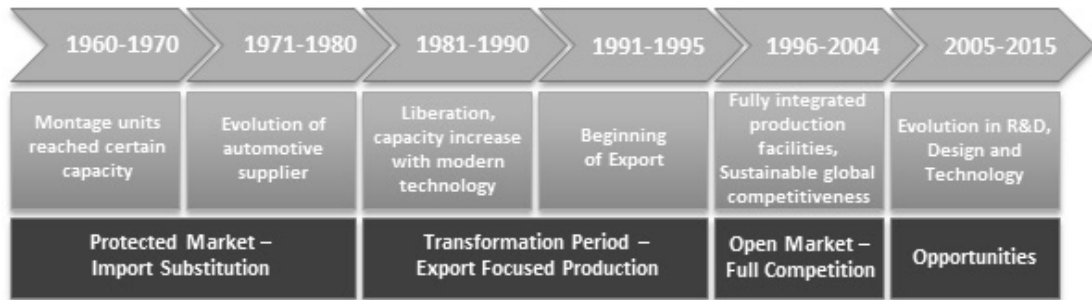 1960-1970
1971-1980
1981-1990
1991-1995
1996-2004
2005-2015
Montage units
reached certain
capacity
Evolution of
automotive
supplier
Liberation,
capacity increase
with modern
technology
Beginning
of Export
Fully integrated
production
facilities,
Sustainable global
competitiveness
Evolution in R&D,
Design and
Technology
Protected Market –
Import Substitution
Transformation Period –
Export Focused Production
Open Market –
Full Competition
Opportunities